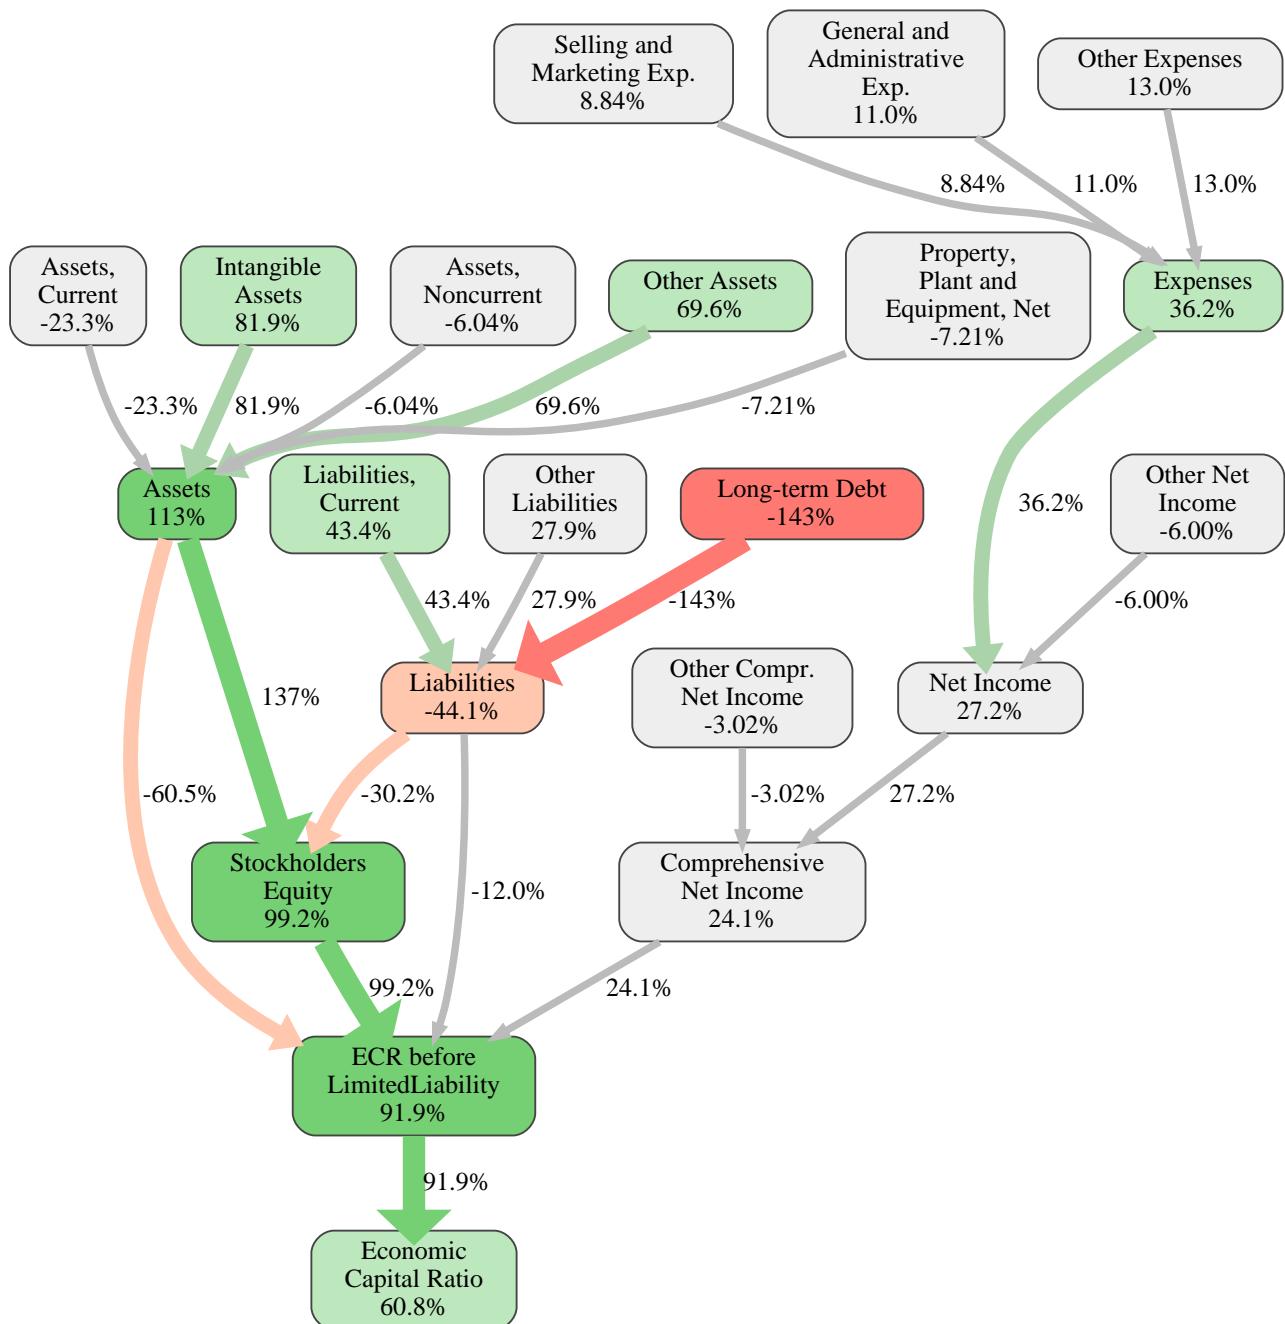 Selling and
Marketing Exp.
8.84%
General and
Administrative
Exp.
11.0%
Other Expenses
13.0%
8.84%
11.0%
13.0%
Assets,
Current
-23.3%
Intangible
Assets
81.9%
Assets,
Noncurrent
-6.04%
Other Assets
69.6%
Property,
Plant and
Equipment, Net
-7.21%
Expenses
36.2%
-23.3%
81.9%
-6.04%
69.6%
-7.21%
Assets
113%
Liabilities,
Current
43.4%
Other
Liabilities
27.9%
Long-term Debt
-143%
36.2%
Other Net
Income
-6.00%
43.4%
27.9%
-143%
-6.00%
137%
Liabilities
-44.1%
Other Compr.
Net Income
-3.02%
Net Income
27.2%
-60.5%
-30.2%
-3.02%
27.2%
Stockholders
Equity
99.2%
-12.0%
Comprehensive
Net Income
24.1%
99.2%
24.1%
ECR before
LimitedLiability
91.9%
91.9%
Economic
Capital Ratio
60.8%